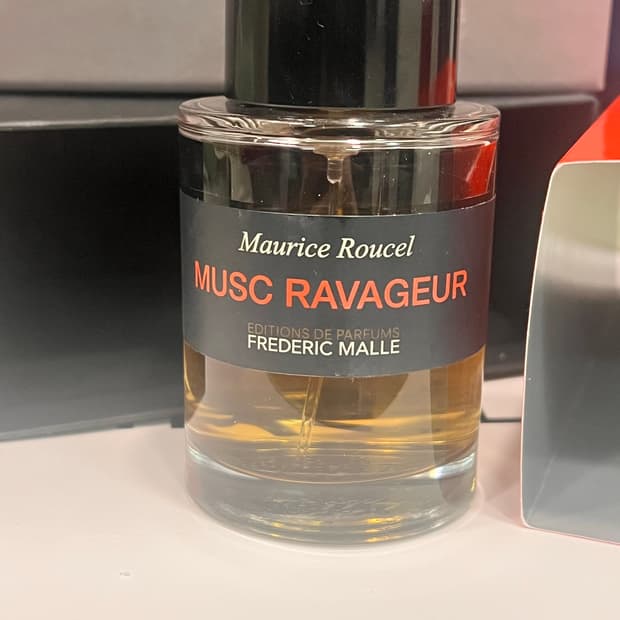 Maurice Roucel
MUSC RAVAGEUR
EDITIONS DE PARFUMS
FREDERIC MALLE